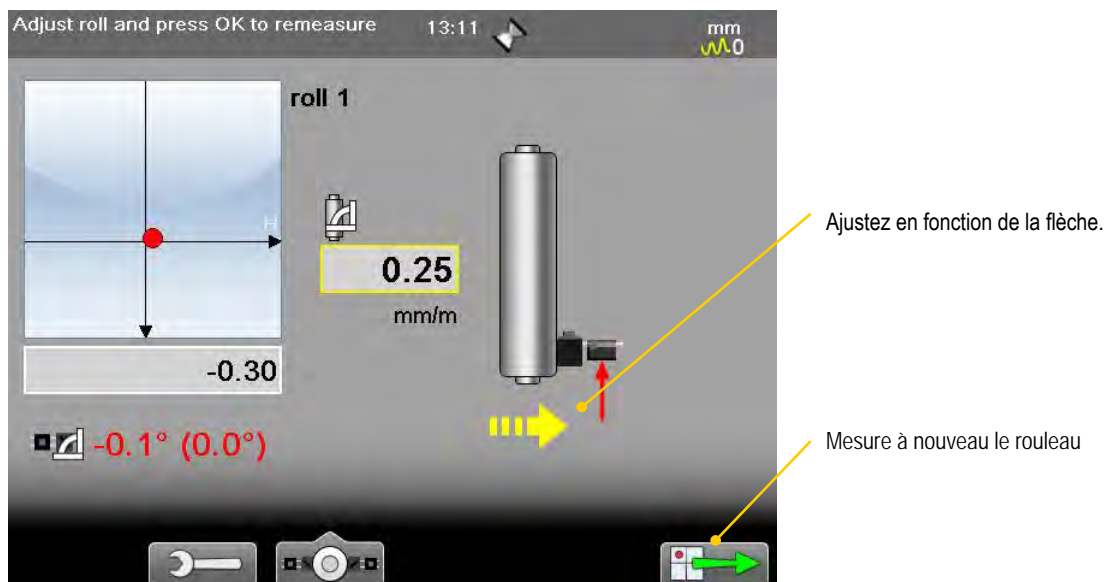 Adjust roll and press OK to remeasure
13:11
mm
0
roll 1
H
0.25
mm/m
-0.30
-0.1° (0.0°)
Ajustez en fonction de la flèche.
Mesure à nouveau le rouleau